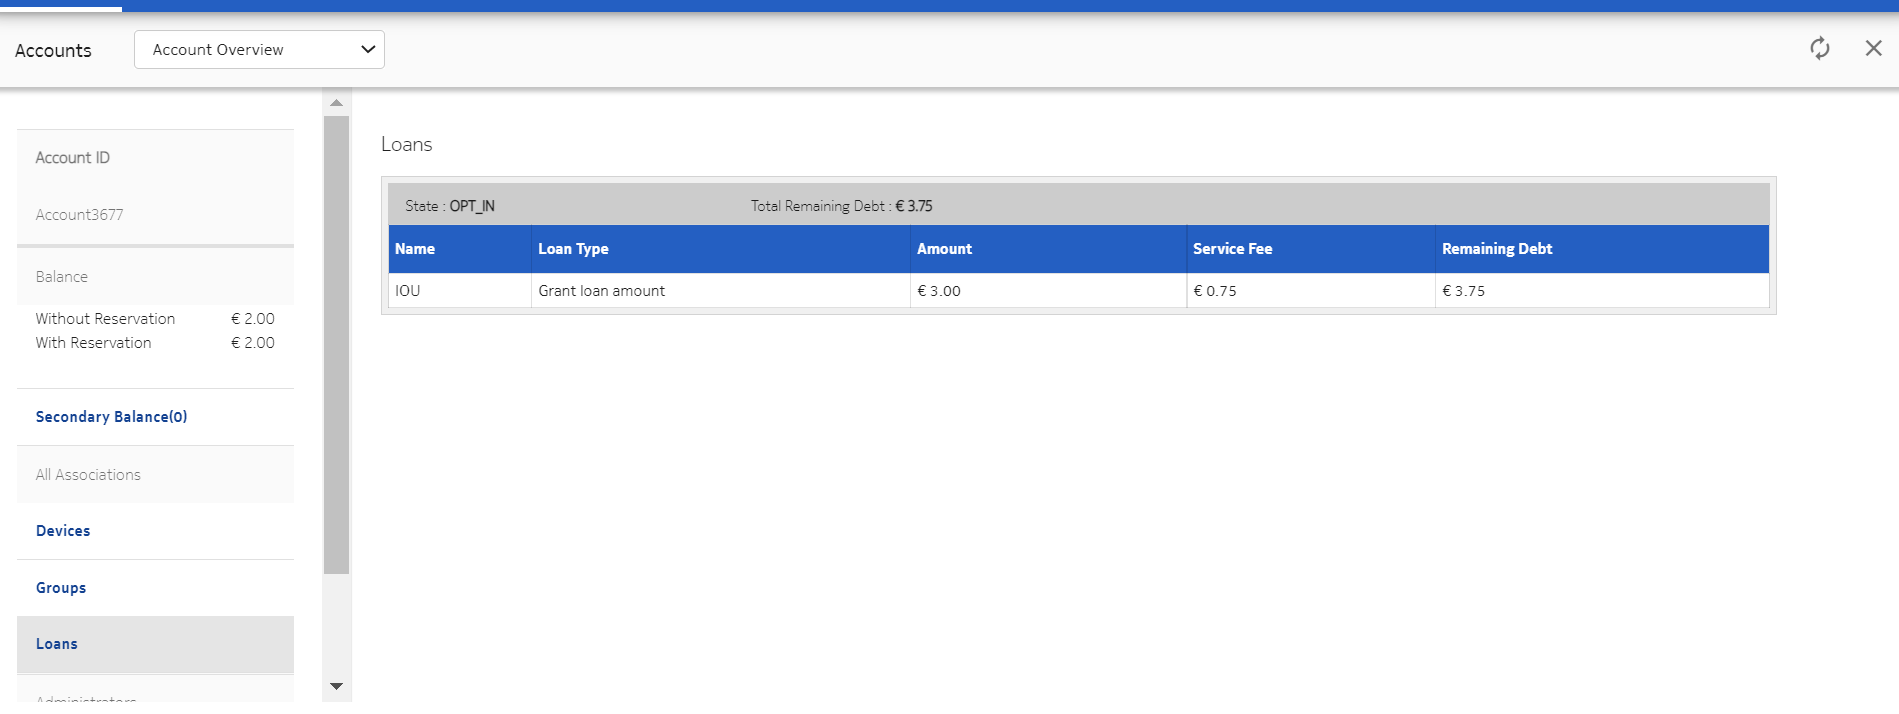 Accounts
Account Overview
Account ID
Account3677
Balance
Without Reservation € 2.00
With Reservation € 2.00
Secondary Balance(0)
All Associations
Devices
Groups
Loans
Administrators
Loans
State : OPT_IN Total Remaining Debt : € 3.75
Name Loan Type Amount Service Fee Remaining Debt
IOU Grant loan amount € 3.00 € 0.75 € 3.75